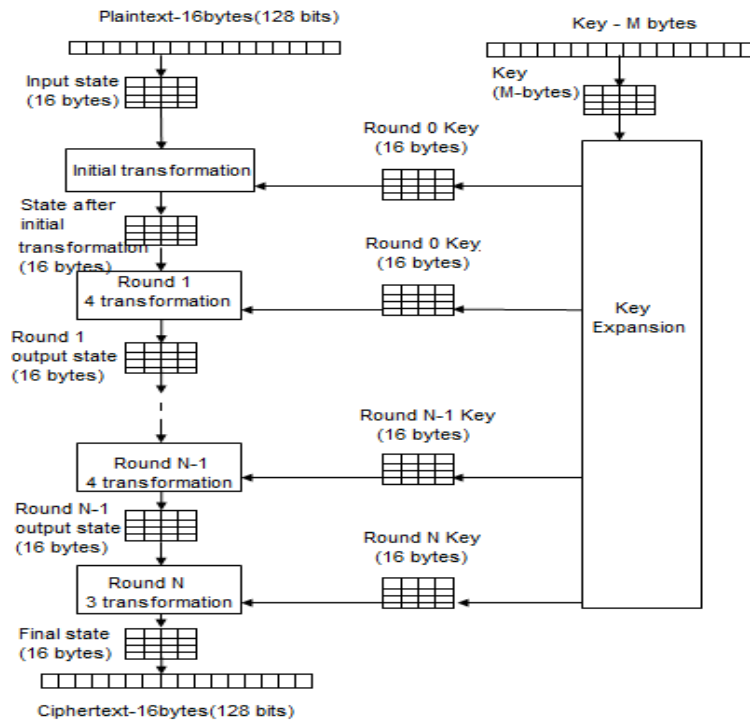 Plaintext-16bytes(128 bits)
Key - M bytes
Input state
(16 bytes)
Key
(M-bytes)
Round 0 Key
(16 bytes)
Initial transformation
State after
initial
transformation
(16 bytes)
Round 0 Key
(16 bytes)
Round 1
4 transformation
Key
Expansion
Round 1
output state
(16 bytes)
Round N-1 Key
(16 bytes)
Round N-1
4 transformation
Round N-1
output state
(16 bytes)
Round N Key
(16 bytes)
Round N
3 transformation
Final state
(16 bytes)
Ciphertext-16bytes(128 bits)